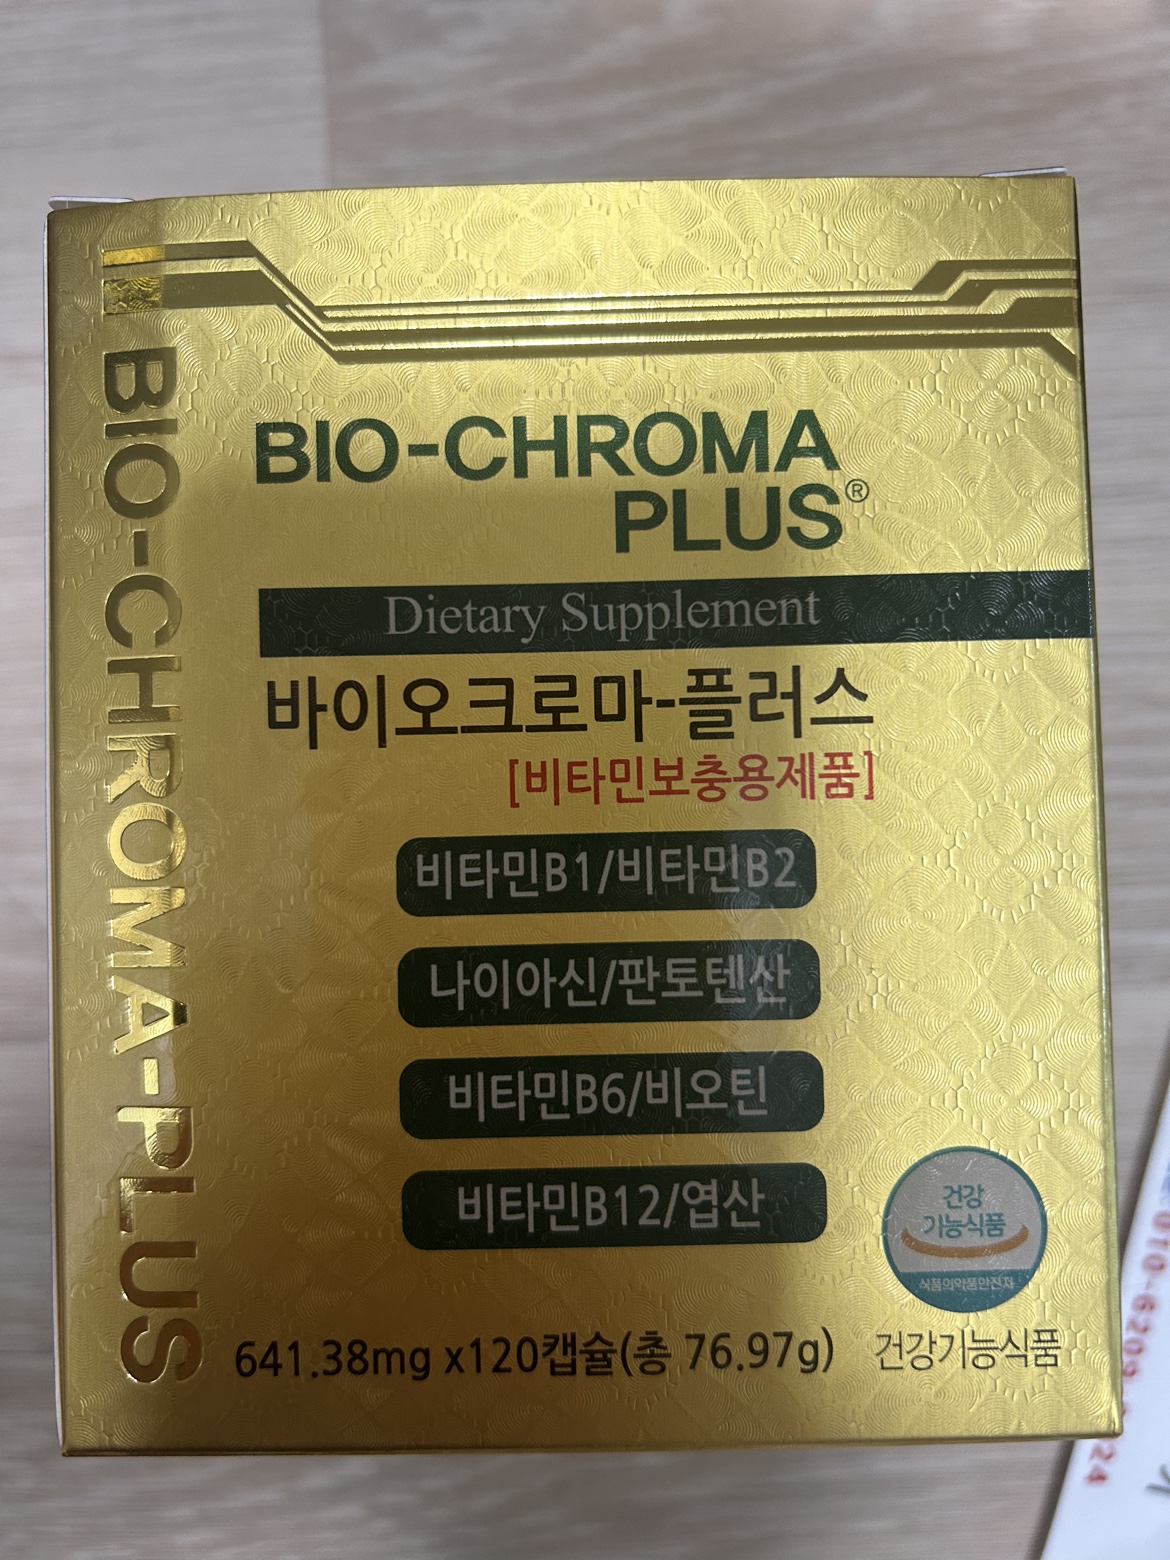 BIO-CHROMA-PLUS
BIO-CHROMA
PLUS®
Dietary Supplement
바이오크로마-플러스
[비타민보충용제품]
비타민B1/비타민B2
나이아신/판토텐산
비타민B6/비오틴
비타민B12/엽산
건강
기능식품
식품의약품안전처
641.38mg x120캡슐(총 76.97g)
건강기능식품